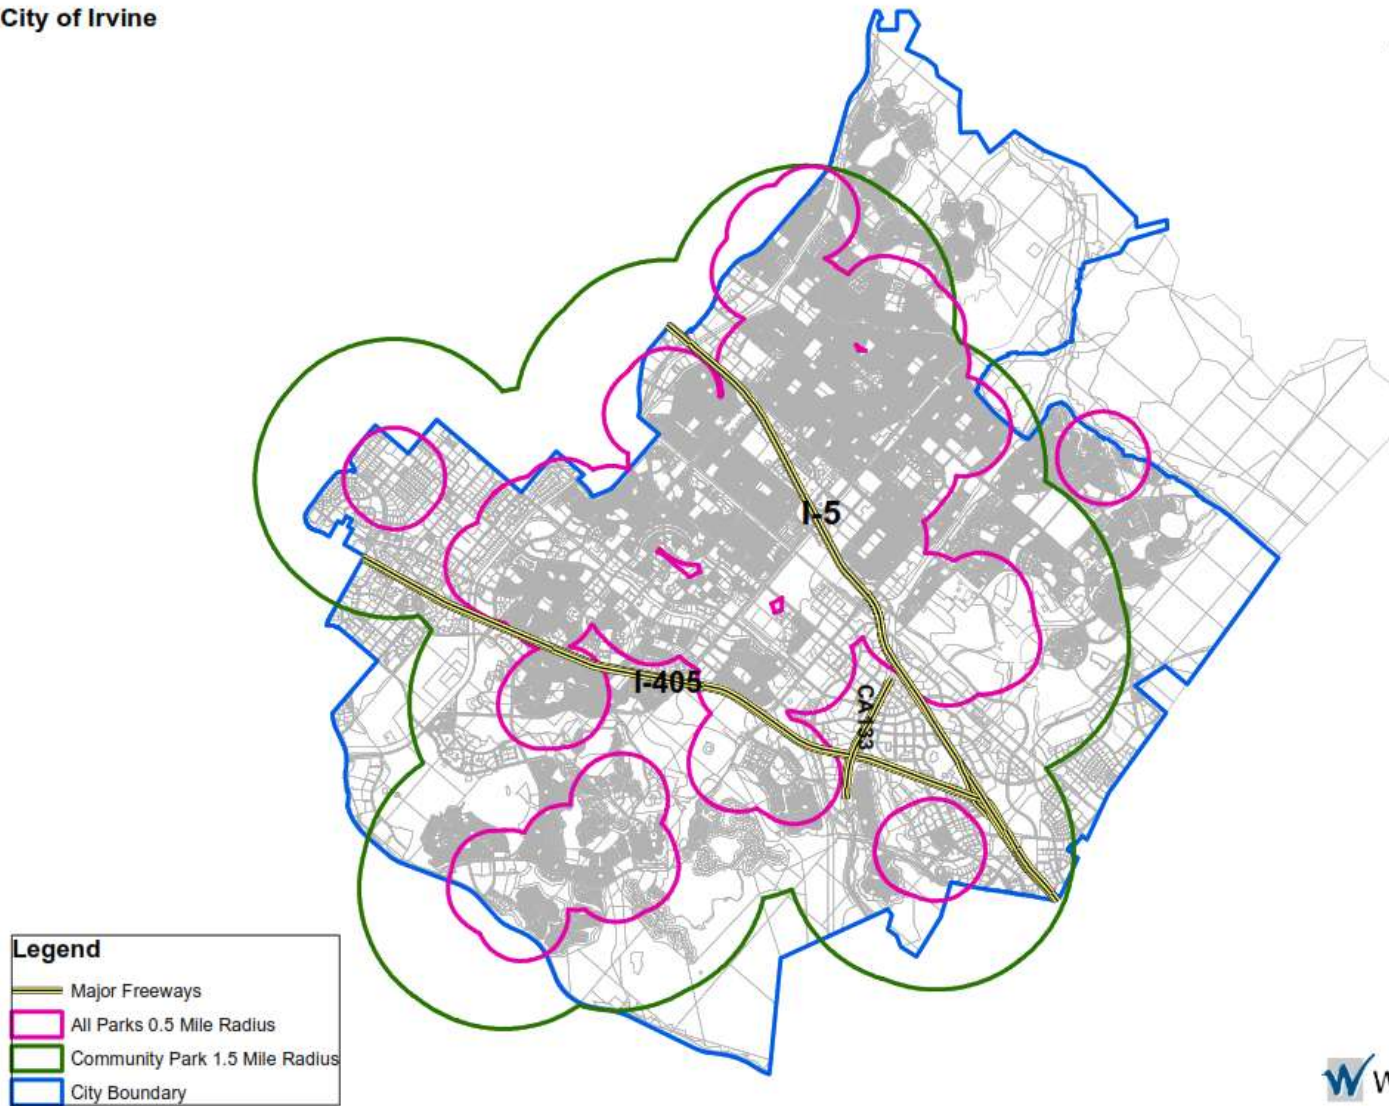 City of Irvine
I-5
I-405
CA 133
Legend
Major Freeways
All Parks 0.5 Mile Radius
Community Park 1.5 Mile Radius
City Boundary
W